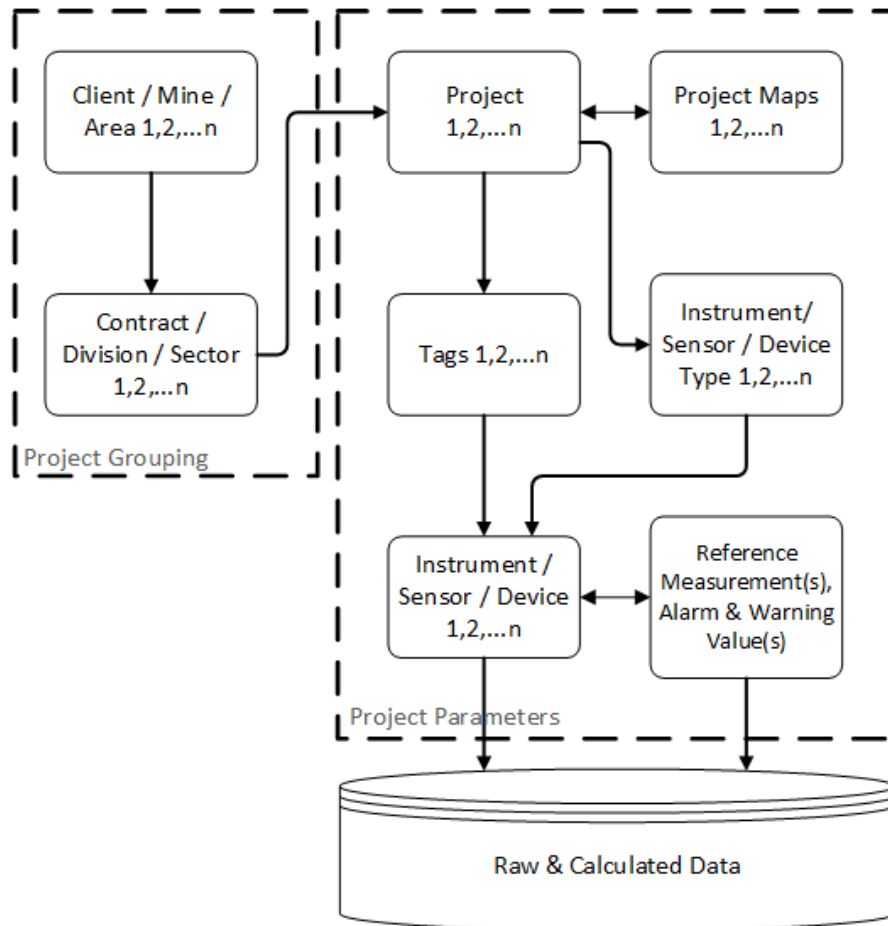 Client / Mine /
Area 1,2,...n
Project
1,2,...n
Project Maps
1,2,...n
Contract /
Division / Sector
1,2,...n
Tags 1,2,...n
Instrument/
Sensor / Device
Type 1,2,...n
Project Grouping
Instrument /
Sensor / Device
1,2,...n
Reference
Measurement(s),
Alarm & Warning
Value(s)
Project Parameters
Raw & Calculated Data